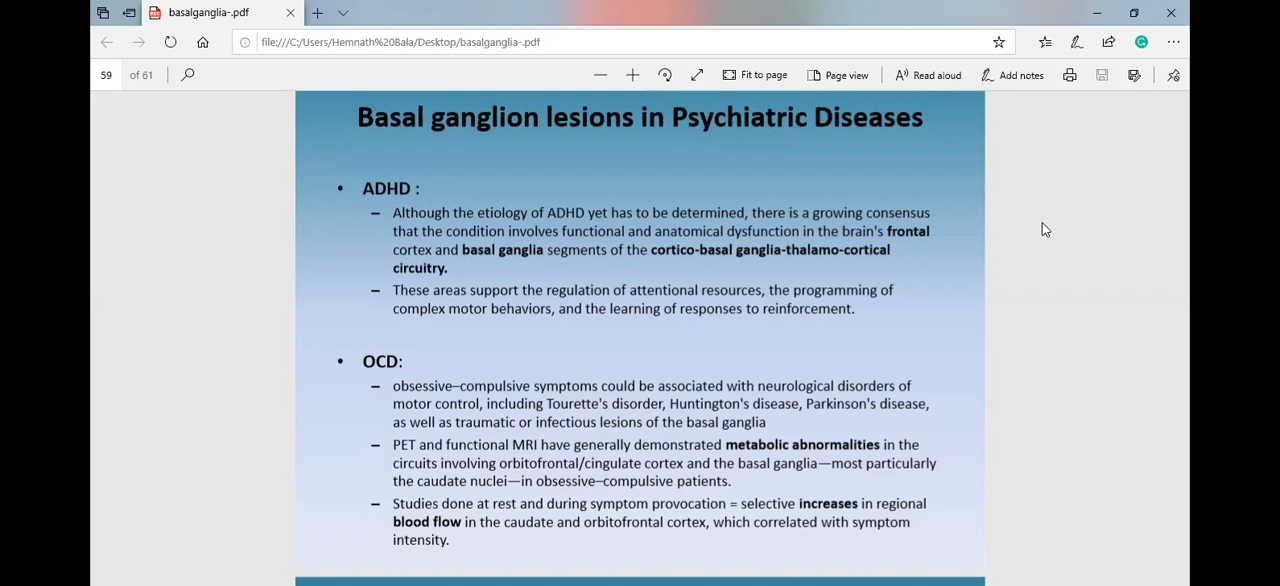 basalganglia-.pdf
file:///C:/Users/Hemnath%20Bala/Desktop/basalganglia-.pdf
59 of 61
Fit to page
Page view
Read aloud
Add notes
Basal ganglion lesions in Psychiatric Diseases
• ADHD :
– Although the etiology of ADHD yet has to be determined, there is a growing consensus
that the condition involves functional and anatomical dysfunction in the brain's frontal
cortex and basal ganglia segments of the cortico-basal ganglia-thalamo-cortical
circuitry.
– These areas support the regulation of attentional resources, the programming of
complex motor behaviors, and the learning of responses to reinforcement.
• OCD:
– obsessive–compulsive symptoms could be associated with neurological disorders of
motor control, including Tourette's disorder, Huntington's disease, Parkinson's disease,
as well as traumatic or infectious lesions of the basal ganglia
– PET and functional MRI have generally demonstrated metabolic abnormalities in the
circuits involving orbitofrontal/cingulate cortex and the basal ganglia—most particularly
the caudate nuclei—in obsessive–compulsive patients.
– Studies done at rest and during symptom provocation = selective increases in regional
blood flow in the caudate and orbitofrontal cortex, which correlated with symptom
intensity.